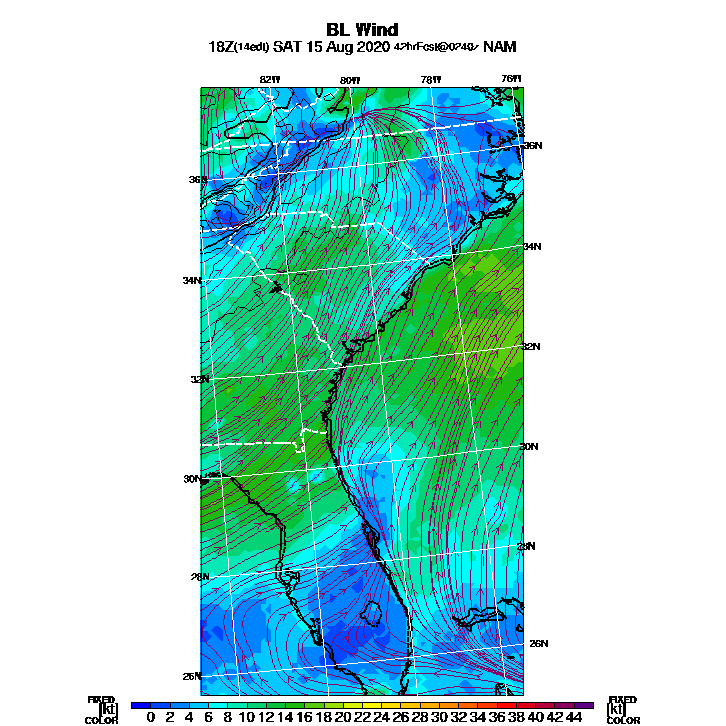 BL Wind
18Z(14edt) SAT 15 Aug 2020 42hrFcst@0240z NAM
82W 80W 78W 76W
36N
36N
34N
34N
32N
32N
30N
30N
28N
28N
26N
26N
FIXED FIXED
[kt] 0 2 4 6 8 10 12 14 16 18 20 22 24 26 28 30 32 34 36 38 40 42 44 [kt]
COLOR COLOR